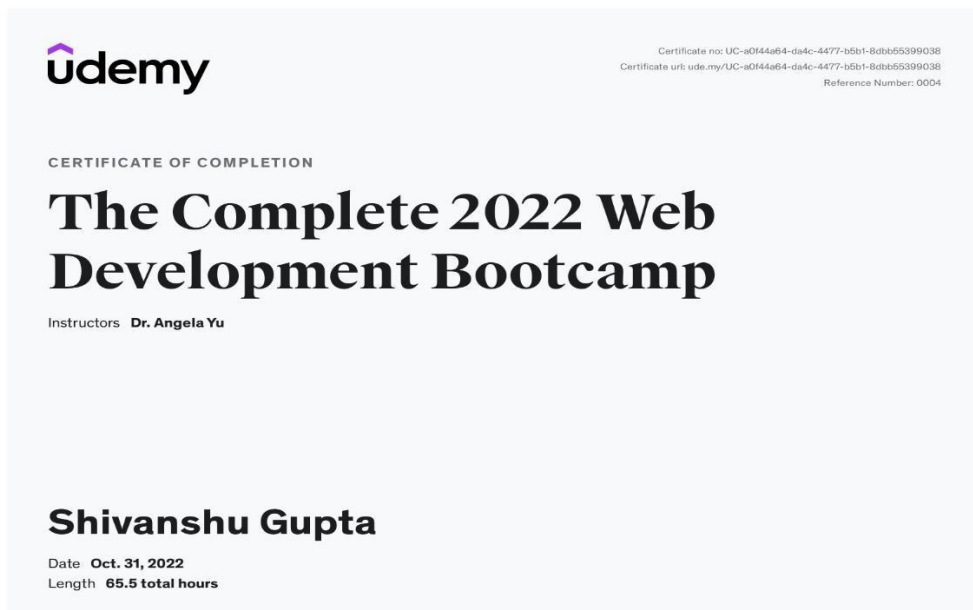 udemy
Certificate no: UC-a0f44a64-da4c-4477-b5b1-8dbb55399038
Certificate url: ude.my/UC-a0f44a64-da4c-4477-b5b1-8dbb55399038
Reference Number: 0004
CERTIFICATE OF COMPLETION
The Complete 2022 Web
Development Bootcamp
Instructors Dr. Angela Yu
Shivanshu Gupta
Date Oct. 31, 2022
Length 65.5 total hours